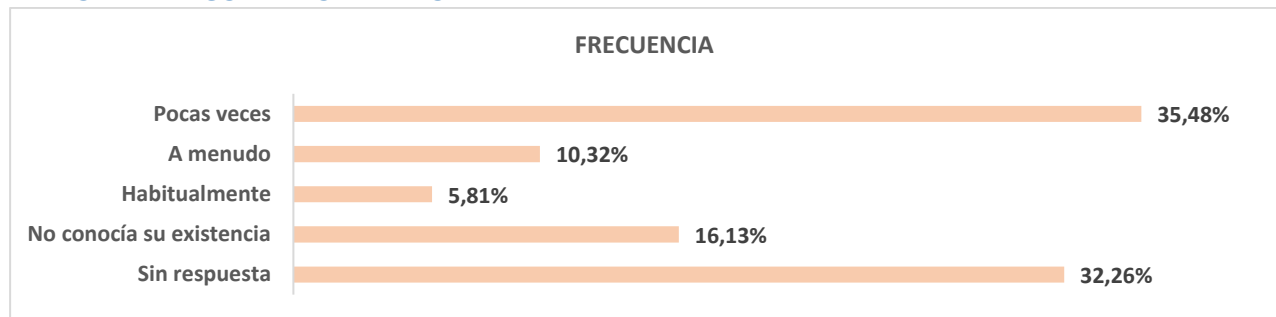 FRECUENCIA
Pocas veces 35,48%
A menudo 10,32%
Habitualmente 5,81%
No conocía su existencia 16,13%
Sin respuesta 32,26%